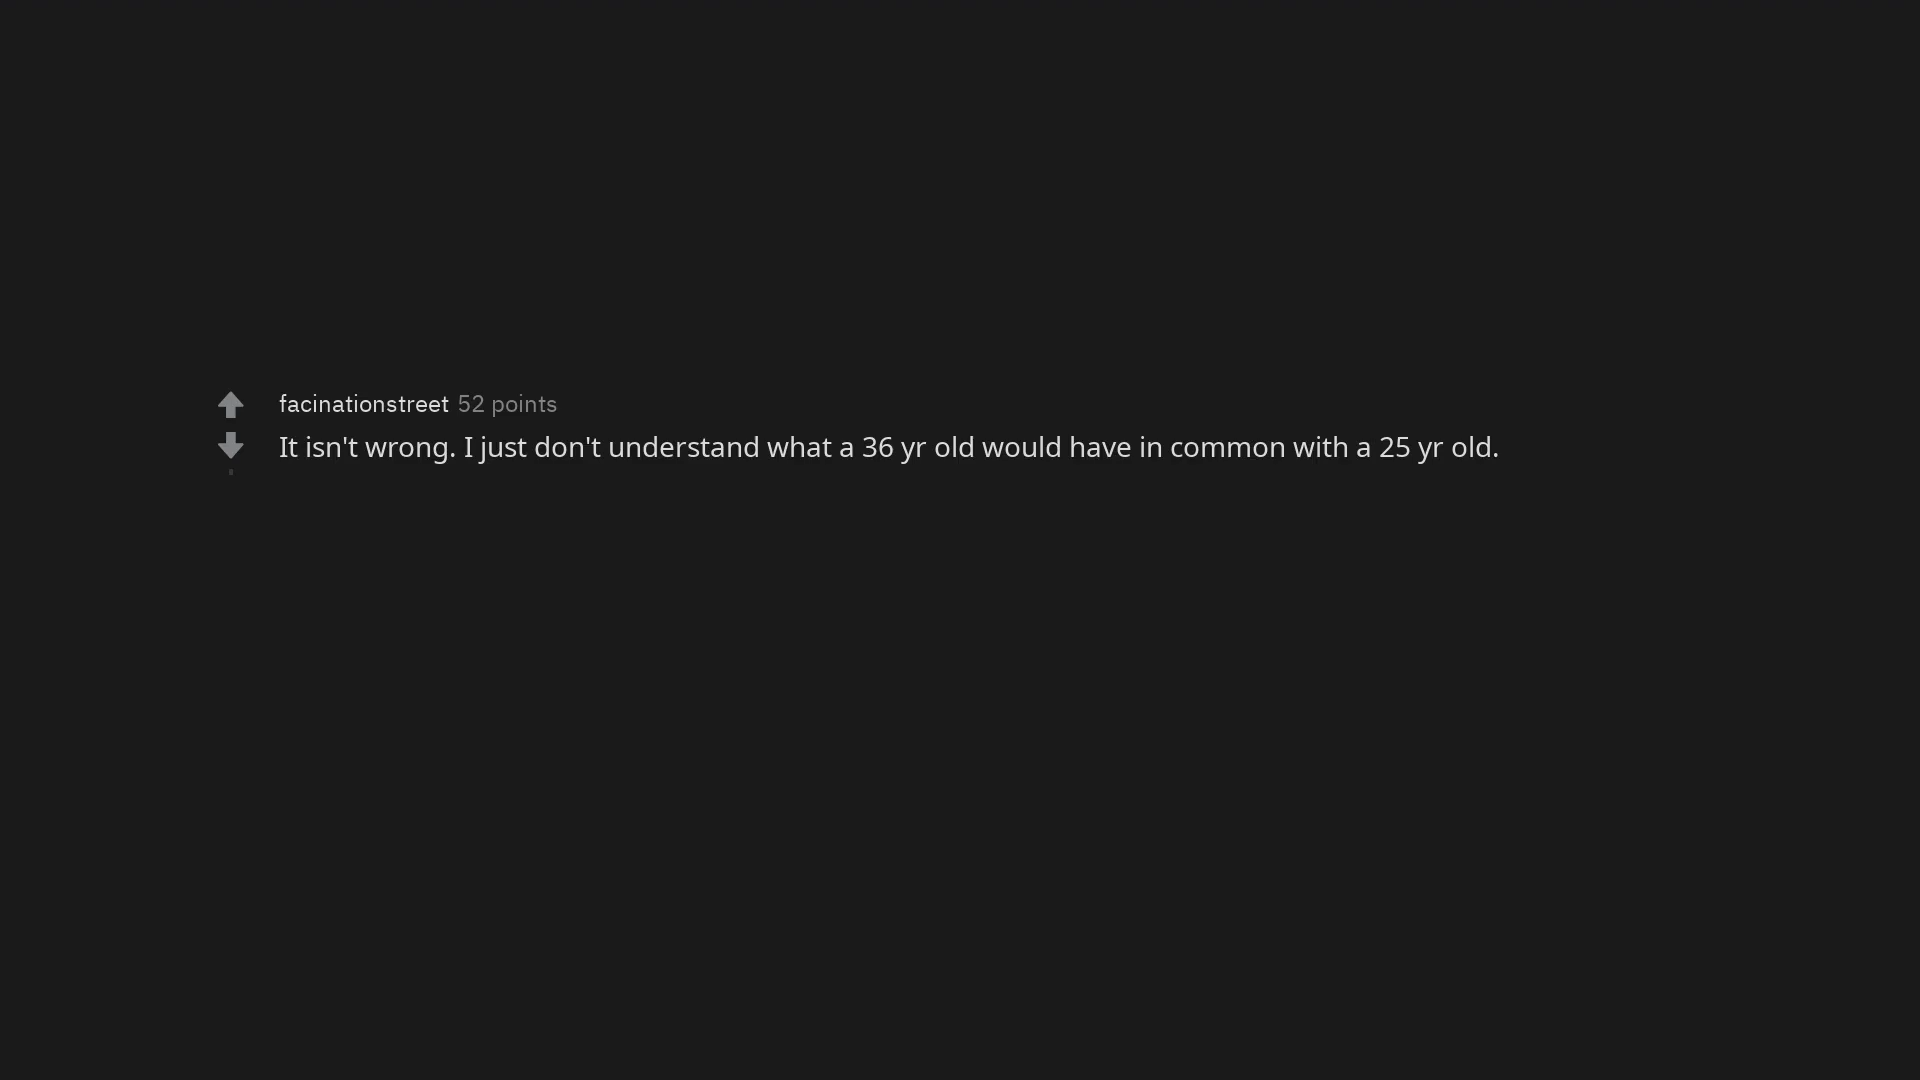 facinationstreet 52 points
It isn't wrong. I just don't understand what a 36 yr old would have in common with a 25 yr old.